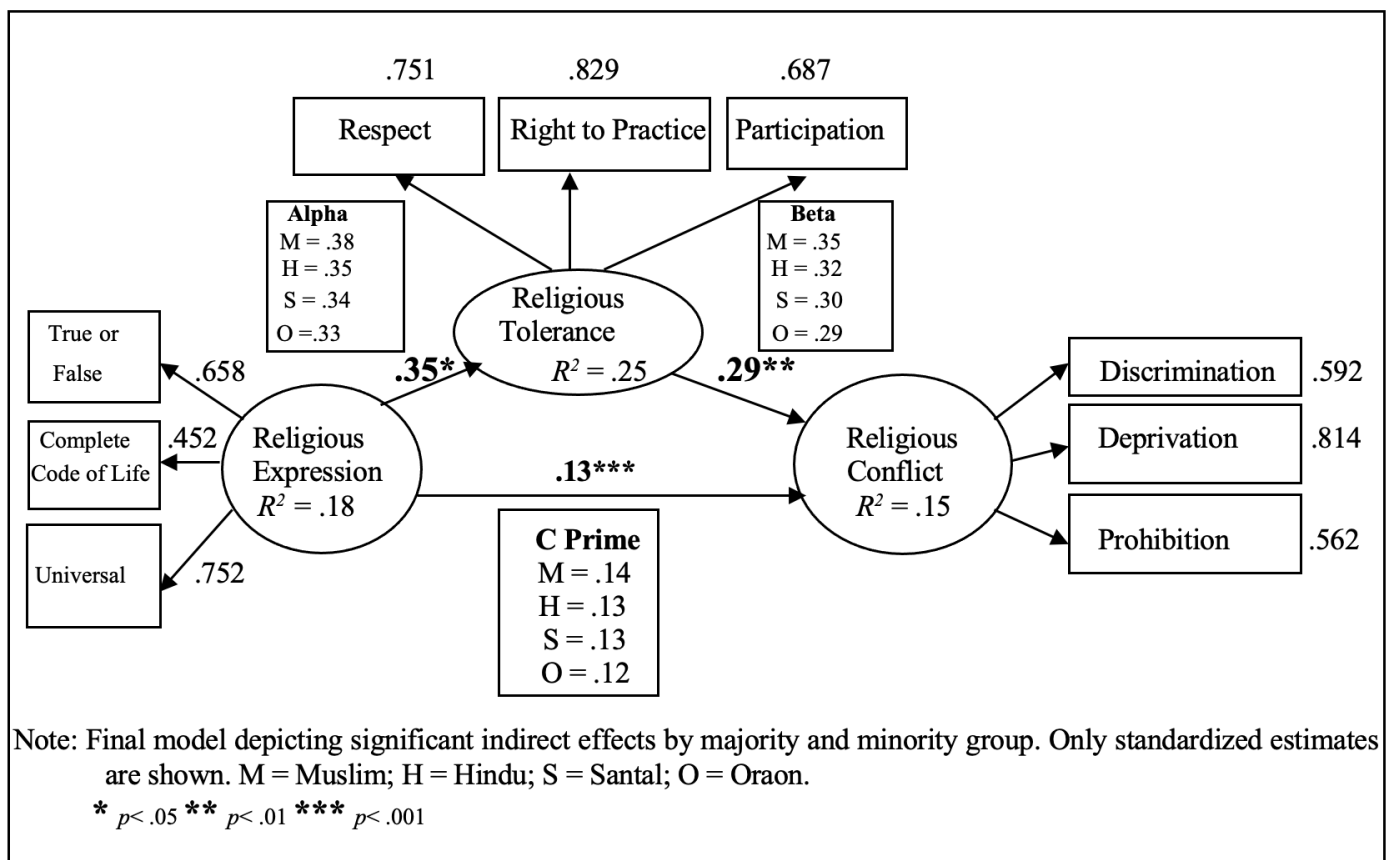 .751
.829
.687
Respect
Right to Practice
Participation
Alpha
M = .38
H = .35
S = .34
O =.33
Beta
M = .35
H = .32
S = .30
O = .29
Religious
Tolerance
R² = .25
.35*
.29**
True or
False
.658
Complete
Code of Life
.452
Universal
.752
Religious
Expression
R² = .18
.13***
C Prime
M = .14
H = .13
S = .13
O = .12
Religious
Conflict
R² = .15
Discrimination
.592
Deprivation
.814
Prohibition
.562
Note: Final model depicting significant indirect effects by majority and minority group. Only standardized estimates
are shown. M = Muslim; H = Hindu; S = Santal; O = Oraon.
* p< .05 ** p< .01 *** p< .001